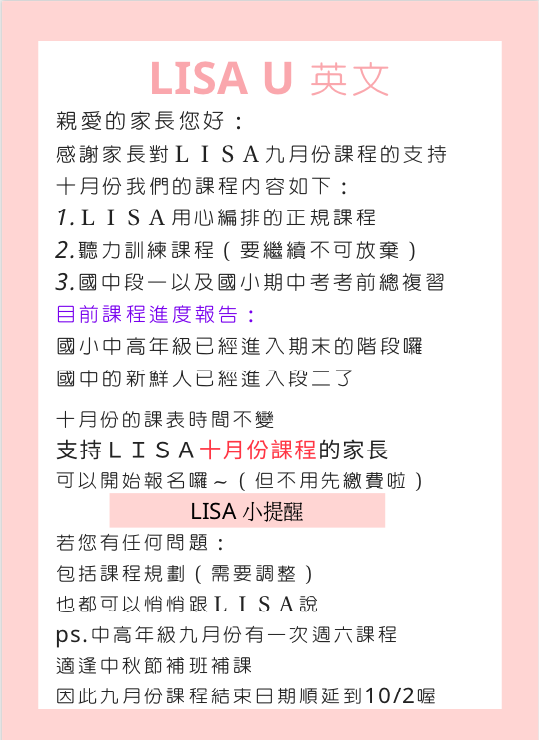 LISA U 英文
親愛的家長您好：
感謝家長對ＬＩＳＡ九月份課程的支持
十月份我們的課程內容如下：
1.ＬＩＳＡ用心編排的正規課程
2.聽力訓練課程（要繼續不可放棄）
3.國中段一以及國小期中考考前總複習
目前課程進度報告：
國小中高年級已經進入期末的階段囉
國中的新鮮人已經進入段二了
十月份的課表時間不變
支持ＬＩＳＡ十月份課程的家長
可以開始報名囉～（但不用先繳費啦）
LISA 小提醒
若您有任何問題：
包括課程規劃（需要調整）
也都可以悄悄跟ＬＩＳＡ說
ps.中高年級九月份有一次週六課程
適逢中秋節補班補課
因此九月份課程結束日期順延到10/2喔